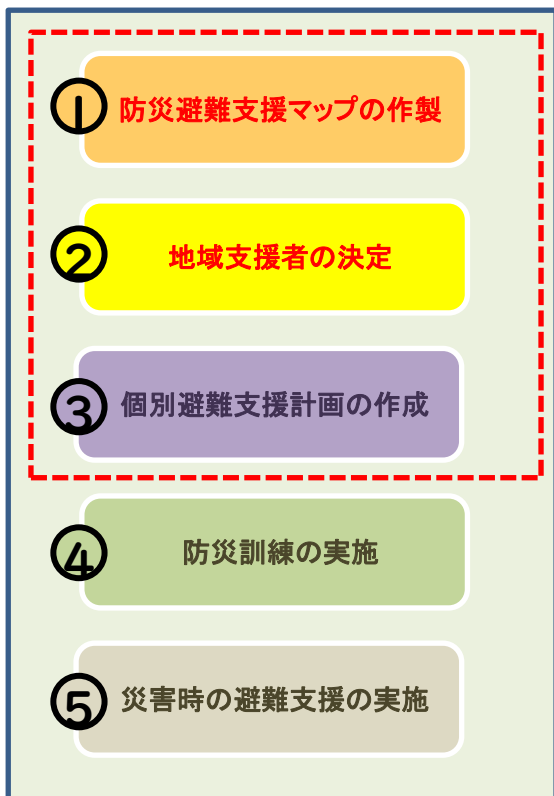 ① 防災避難支援マップの作製
② 地域支援者の決定
③ 個別避難支援計画の作成
④ 防災訓練の実施
⑤ 災害時の避難支援の実施